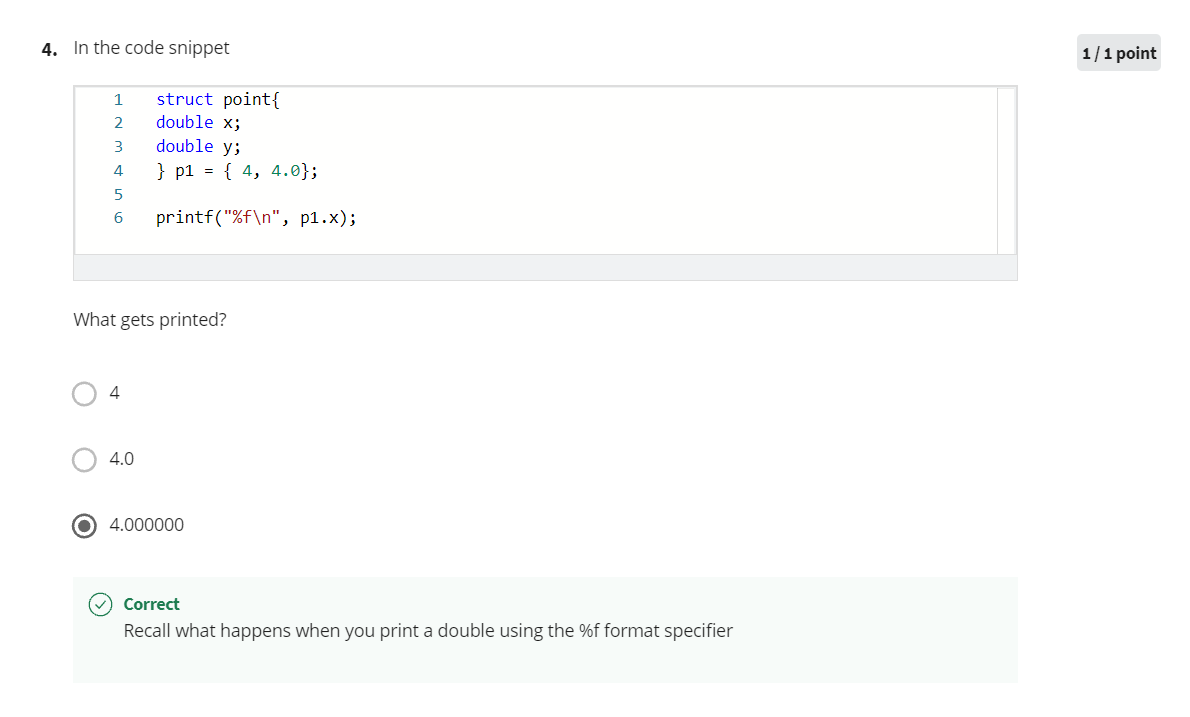 4. In the code snippet
1 / 1 point
1 struct point{
2 double x;
3 double y;
4 } p1 = { 4, 4.0};
5
6 printf("%f\n", p1.x);
What gets printed?
4
4.0
4.000000
Correct
Recall what happens when you print a double using the %f format specifier